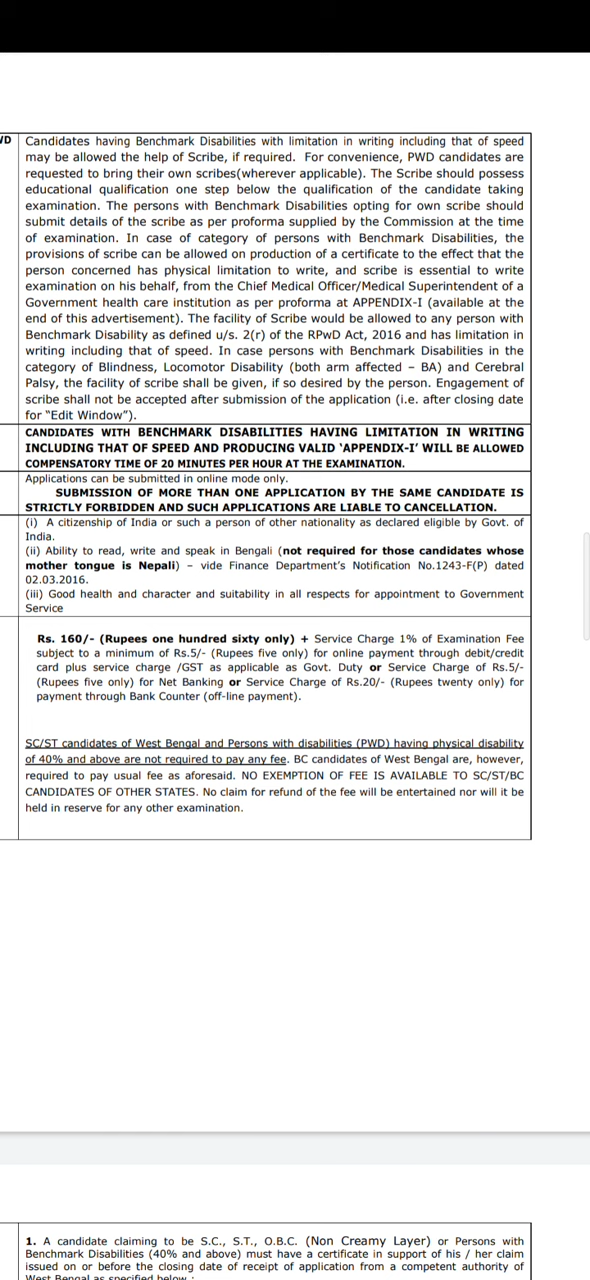 Candidates having Benchmark Disabilities with limitation in writing including that of speed
may be allowed the help of Scribe, if required. For convenience, PWD candidates are
requested to bring their own scribes(wherever applicable). The Scribe should possess
educational qualification one step below the qualification of the candidate taking
examination. The persons with Benchmark Disabilities opting for own scribe should
submit details of the scribe as per proforma supplied by the Commission at the time
of examination. In case of category of persons with Benchmark Disabilities, the
provisions of scribe can be allowed on production of a certificate to the effect that the
person concerned has physical limitation to write, and scribe is essential to write
examination on his behalf, from the Chief Medical Officer/Medical Superintendent of a
Government health care institution as per proforma at APPENDIX-I (available at the
end of this advertisement). The facility of Scribe would be allowed to any person with
Benchmark Disability as defined u/s. 2(r) of the RPwD Act, 2016 and has limitation in
writing including that of speed. In case persons with Benchmark Disabilities in the
category of Blindness, Locomotor Disability (both arm affected – BA) and Cerebral
Palsy, the facility of scribe shall be given, if so desired by the person. Engagement of
scribe shall not be accepted after submission of the application (i.e. after closing date
for “Edit Window”).
CANDIDATES WITH BENCHMARK DISABILITIES HAVING LIMITATION IN WRITING
INCLUDING THAT OF SPEED AND PRODUCING VALID ‘APPENDIX-I’ WILL BE ALLOWED
COMPENSATORY TIME OF 20 MINUTES PER HOUR AT THE EXAMINATION.
Applications can be submitted in online mode only.
SUBMISSION OF MORE THAN ONE APPLICATION BY THE SAME CANDIDATE IS
STRICTLY FORBIDDEN AND SUCH APPLICATIONS ARE LIABLE TO CANCELLATION.
(i) A citizenship of India or such a person of other nationality as declared eligible by Govt. of
India.
(ii) Ability to read, write and speak in Bengali (not required for those candidates whose
mother tongue is Nepali) – vide Finance Department’s Notification No.1243-F(P) dated
02.03.2016.
(iii) Good health and character and suitability in all respects for appointment to Government
Service
Rs. 160/- (Rupees one hundred sixty only) + Service Charge 1% of Examination Fee
subject to a minimum of Rs.5/- (Rupees five only) for online payment through debit/credit
card plus service charge /GST as applicable as Govt. Duty or Service Charge of Rs.5/-
(Rupees five only) for Net Banking or Service Charge of Rs.20/- (Rupees twenty only) for
payment through Bank Counter (off-line payment).
SC/ST candidates of West Bengal and Persons with disabilities (PWD) having physical disability
of 40% and above are not required to pay any fee. BC candidates of West Bengal are, however,
required to pay usual fee as aforesaid. NO EXEMPTION OF FEE IS AVAILABLE TO SC/ST/BC
CANDIDATES OF OTHER STATES. No claim for refund of the fee will be entertained nor will it be
held in reserve for any other examination.
1. A candidate claiming to be S.C., S.T., O.B.C. (Non Creamy Layer) or Persons with
Benchmark Disabilities (40% and above) must have a certificate in support of his / her claim
issued on or before the closing date of receipt of application from a competent authority of
West Bengal as specified below :